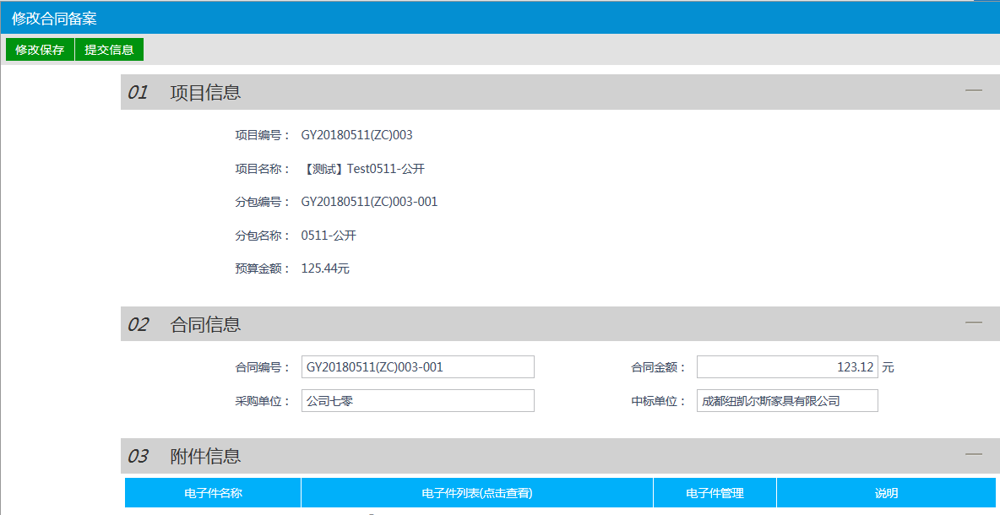 修改合同备案
修改保存 提交信息
01 项目信息
项目编号： GY20180511(ZC)003
项目名称： 【测试】Test0511-公开
分包编号： GY20180511(ZC)003-001
分包名称： 0511-公开
预算金额： 125.44元
02 合同信息
合同编号： GY20180511(ZC)003-001 合同金额： 123.12 元
采购单位： 公司七零 中标单位： 成都纽凯尔斯家具有限公司
03 附件信息
电子件名称 电子件列表(点击查看) 电子件管理 说明